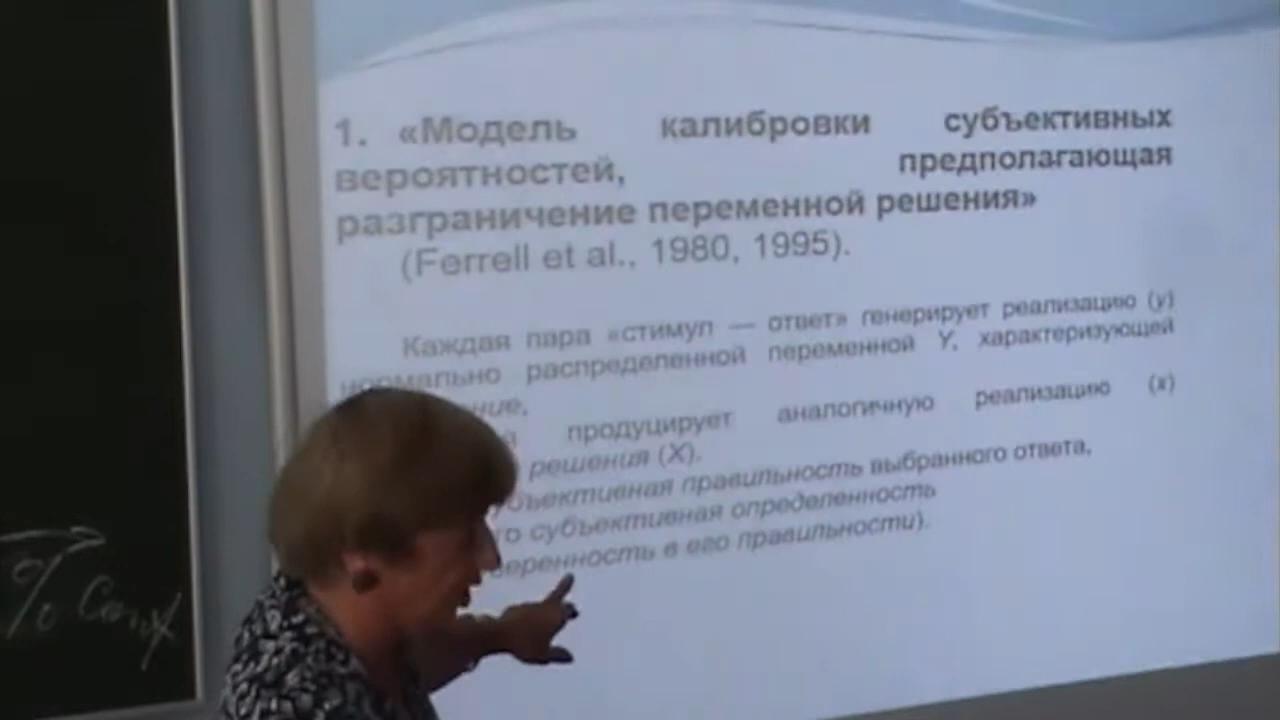 1. «Модель калибровки субъективных
вероятностей, предполагающая
разграничение переменной решения»
(Ferrell et al., 1980, 1995).
Каждая пара «стимул — ответ» генерирует реализацию (y)
нормально распределенной переменной Y, характеризующей
продуцирует аналогичную реализацию (x)
решения (X).
правильность выбранного ответа,
субъективная определенность
в его правильности).
%